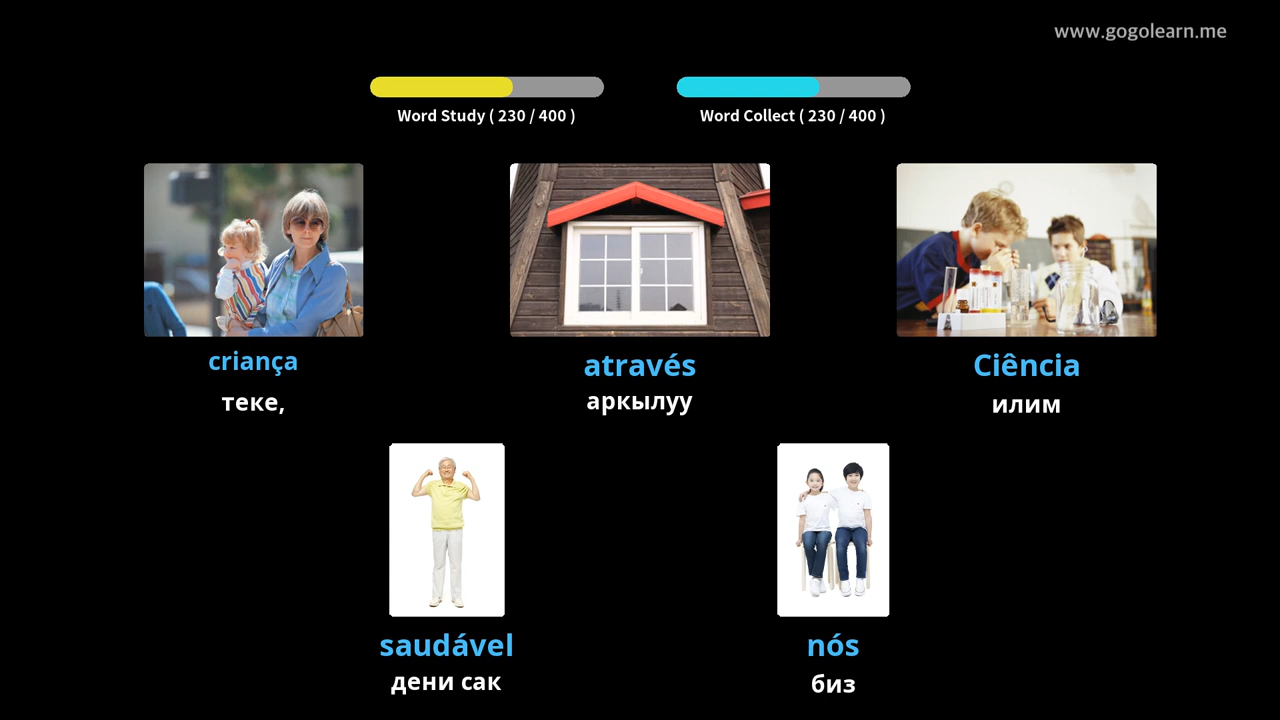 www.gogolearn.me
Word Study ( 230 / 400 )
Word Collect ( 230 / 400 )
criança
теке,
através
аркылуу
Ciência
илим
saudável
дени сак
nós
биз